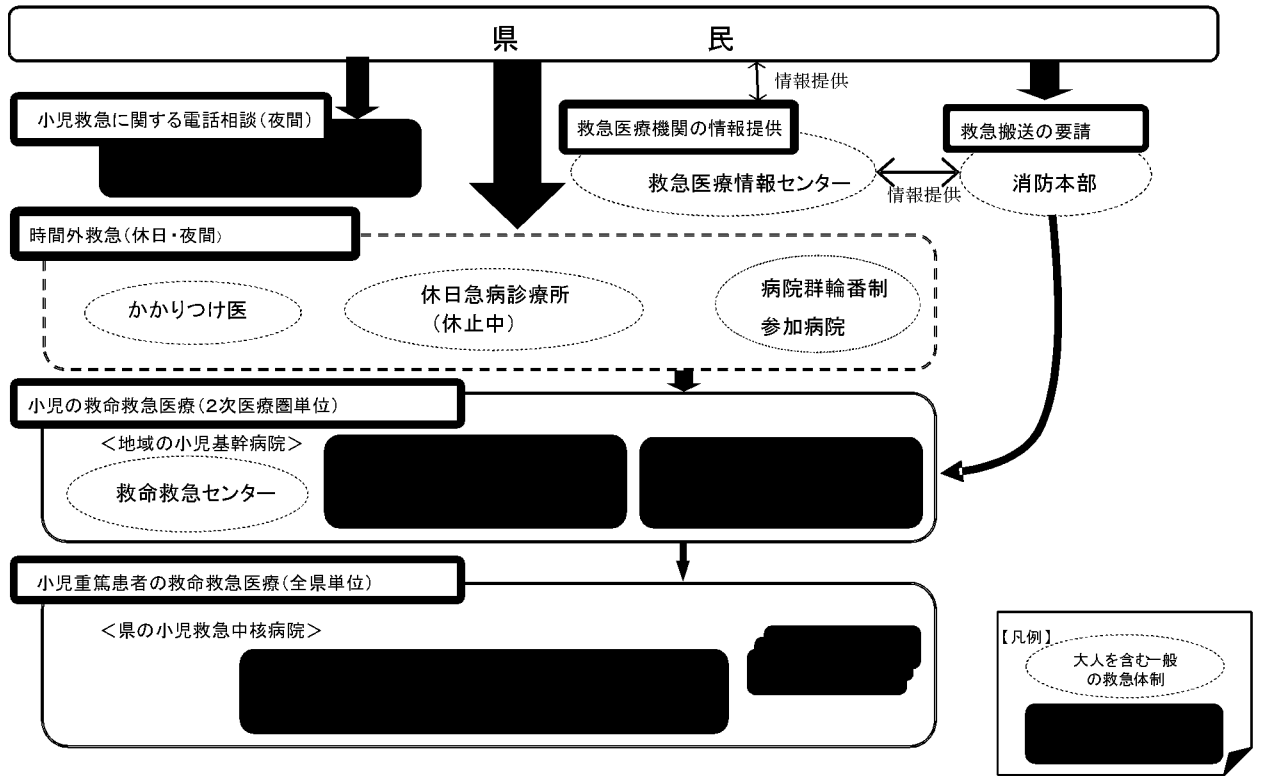 県　民
情報提供
小児救急に関する電話相談(夜間)
救急医療機関の情報提供
救急搬送の要請
救急医療情報センター
情報提供
消防本部
時間外救急(休日・夜間)
かかりつけ医
休日急病診療所
(休止中)
病院群輪番制
参加病院
小児の救命救急医療(2次医療圏単位)
＜地域の小児基幹病院＞
救命救急センター
小児重篤患者の救命救急医療(全県単位)
＜県の小児救急中核病院＞
【凡例】
大人を含む一般
の救急体制